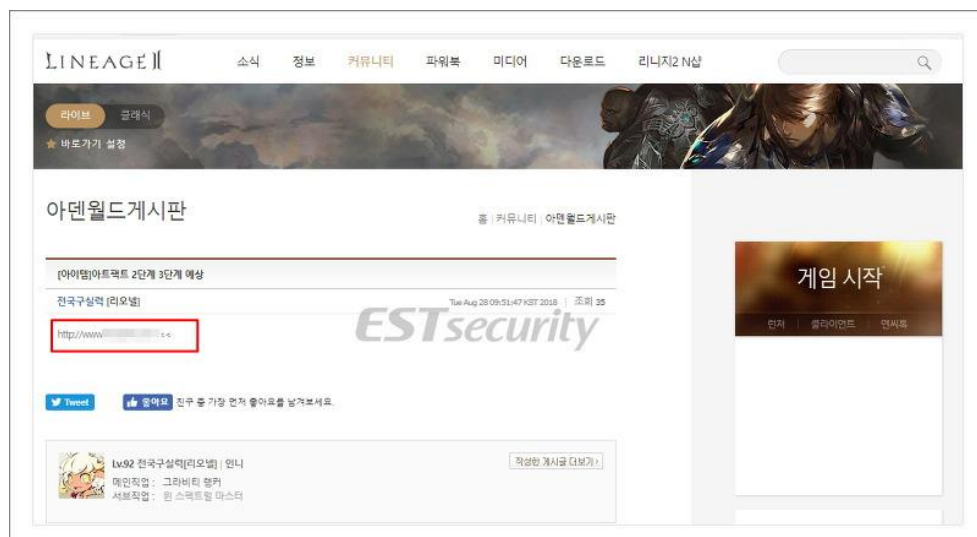 LINEAGE II
소식 정보 커뮤니티 파워북 미디어 다운로드 리니지2 N샵
라이브 클래식
바로가기 설정
아덴월드게시판
홈 커뮤니티 아덴월드게시판
[아이템]아트팩트 2단계 3단계 예상
전국구실력 [리오넬] Tue Aug 28 09:51:47 KST 2018 조회 35
http://www
ESTsecurity
Tweet 좋아요 친구 중 가장 먼저 좋아요를 남겨보세요.
Lv.92 전국구실력[리오넬] | 언니
메인직업 : 그라비티 랭커
서브직업 : 윈 스펙트럴 마스터
작성한 게시글 더보기 ›
게임 시작
런처 클라이언트 연씨록